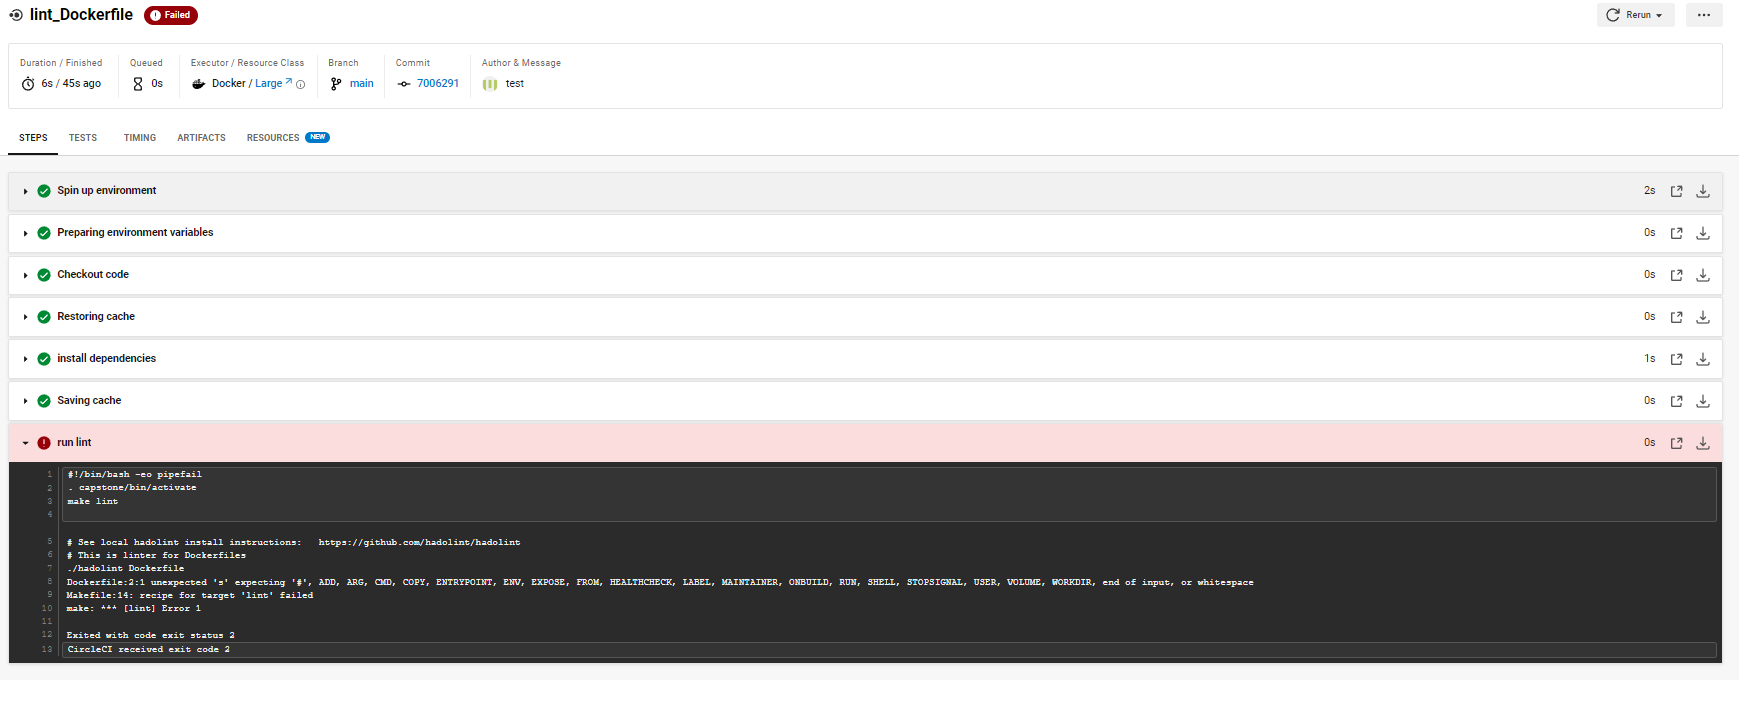 lint_Dockerfile Failed Rerun
Duration / Finished Queued Executor / Resource Class Branch Commit Author & Message
6s / 45s ago 0s Docker / Large main 7006291 test
STEPS TESTS TIMING ARTIFACTS RESOURCES NEW
Spin up environment 2s
Preparing environment variables 0s
Checkout code 0s
Restoring cache 0s
install dependencies 1s
Saving cache 0s
run lint 0s
1 #!/bin/bash -eo pipefail
2 . capstone/bin/activate
3 make lint
4
5 # See local hadolint install instructions:   https://github.com/hadolint/hadolint
6 # This is linter for Dockerfiles
7 ./hadolint Dockerfile
8 Dockerfile:2:1 unexpected 's' expecting '#', ADD, ARG, CMD, COPY, ENTRYPOINT, ENV, EXPOSE, FROM, HEALTHCHECK, LABEL, MAINTAINER, ONBUILD, RUN, SHELL, STOPSIGNAL, USER, VOLUME, WORKDIR, end of input, or whitespace
9 Makefile:14: recipe for target 'lint' failed
10 make: *** [lint] Error 1
11
12 Exited with code exit status 2
13 CircleCI received exit code 2